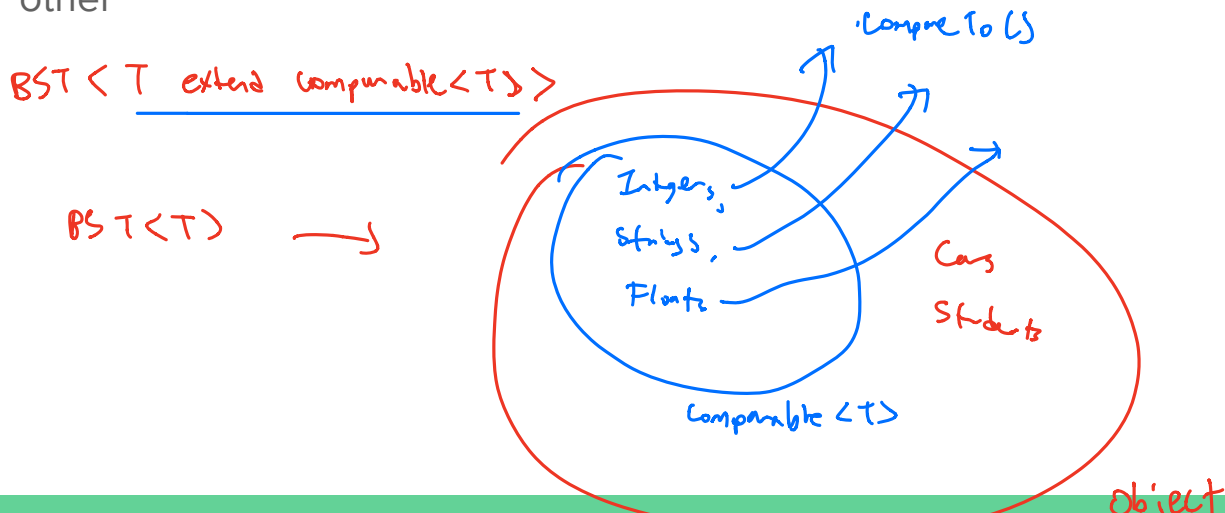 other
.CompareTo()
BST < T extend comparable<T> >
Integers,
BST<T>
Strings,
Cars
Floats
Students
Comparable <T>
Object